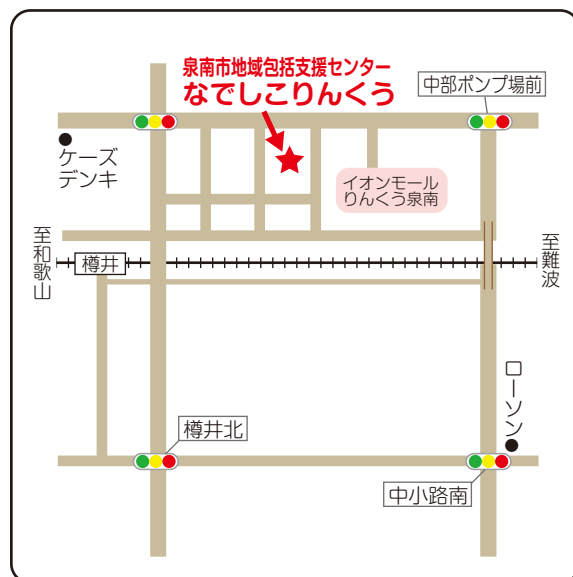 泉南市地域包括支援センター
なでしこりんくう
中部ポンプ場前
ケーズ
デンキ
イオンモール
りんくう泉南
至和歌山
樽井
至難波
ローソン
樽井北
中小路南